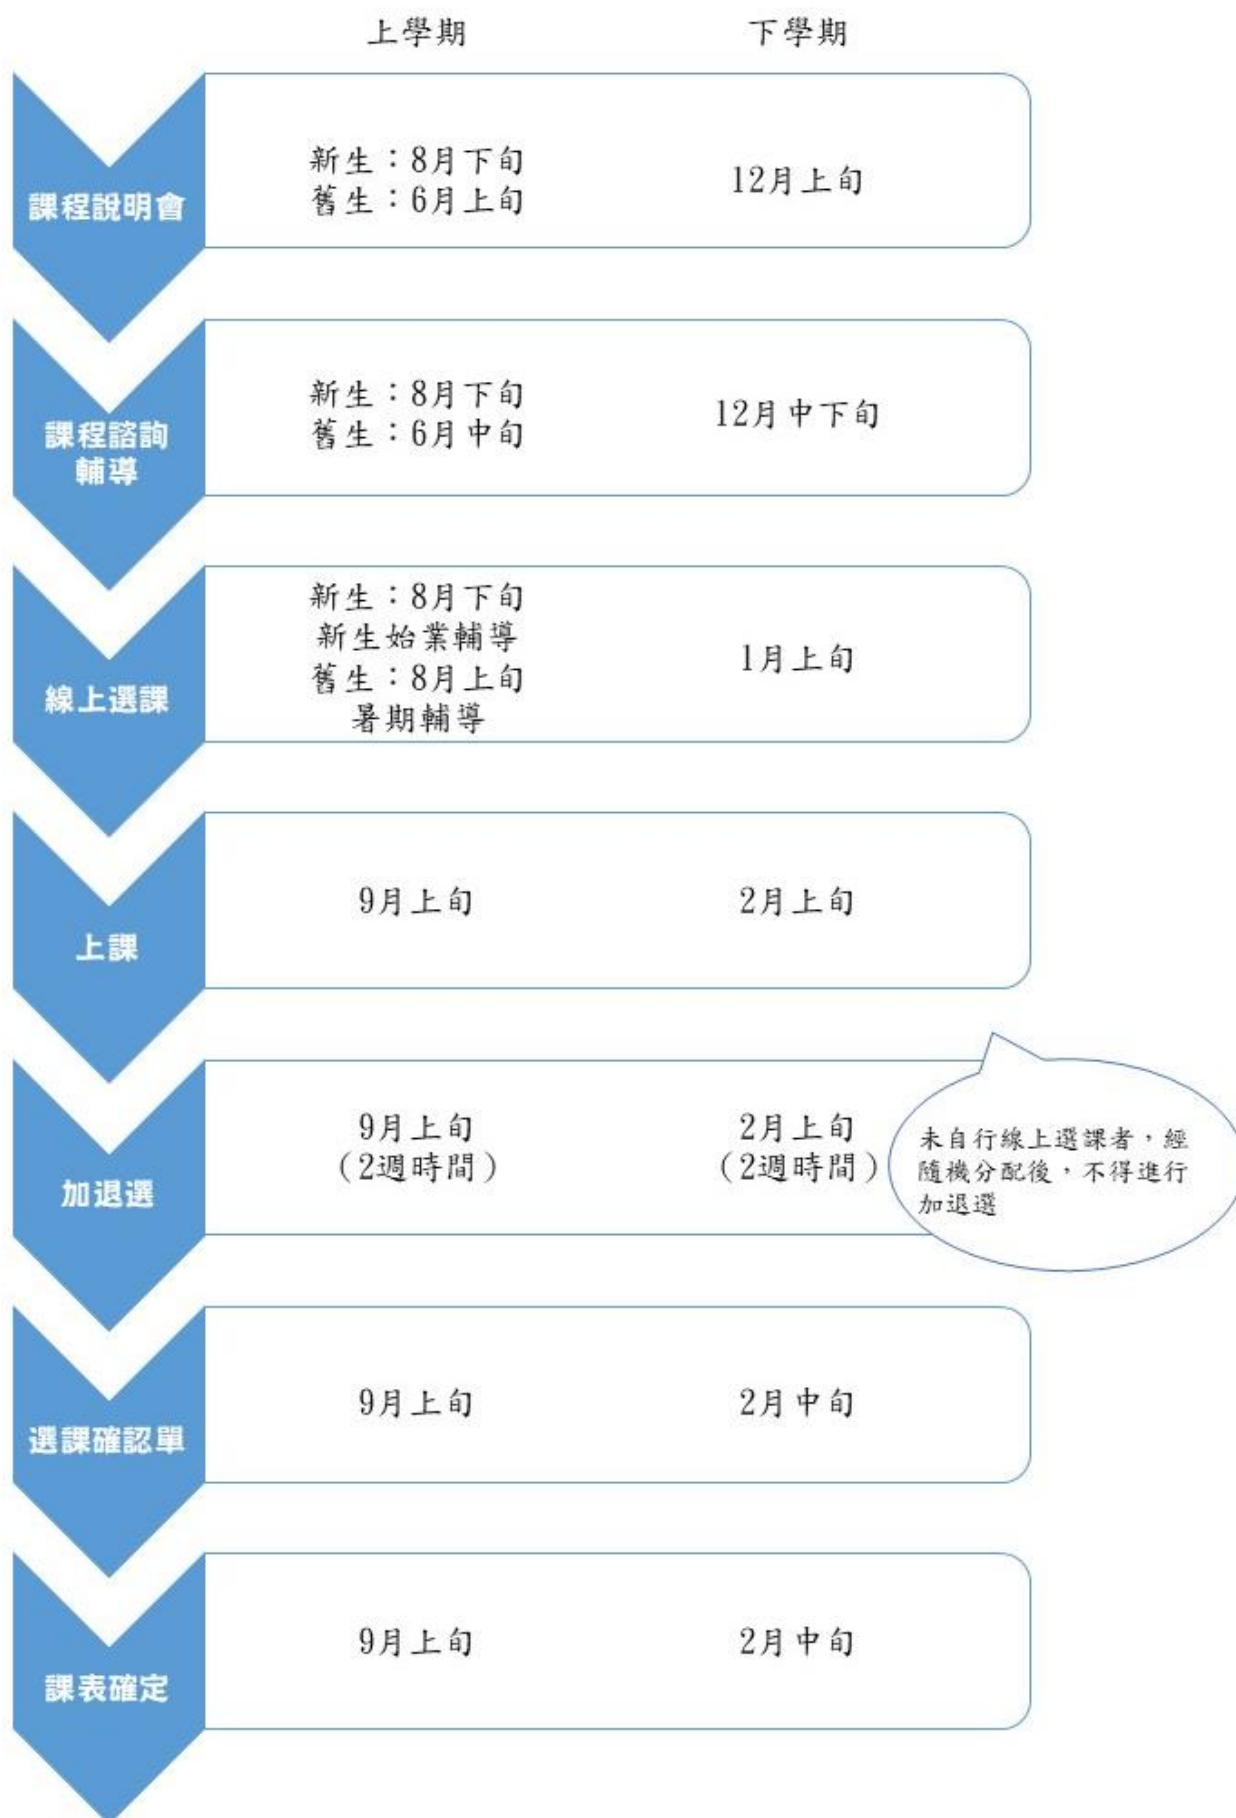 上學期
下學期
課程說明會
新生：8月下旬
舊生：6月上旬
12月上旬
課程諮詢
輔導
新生：8月下旬
舊生：6月中旬
12月中下旬
線上選課
新生：8月下旬
新生始業輔導
舊生：8月上旬
暑期輔導
1月上旬
上課
9月上旬
2月上旬
加退選
9月上旬
（2週時間）
2月上旬
（2週時間）
未自行線上選課者，經
隨機分配後，不得進行
加退選
選課確認單
9月上旬
2月中旬
課表確定
9月上旬
2月中旬